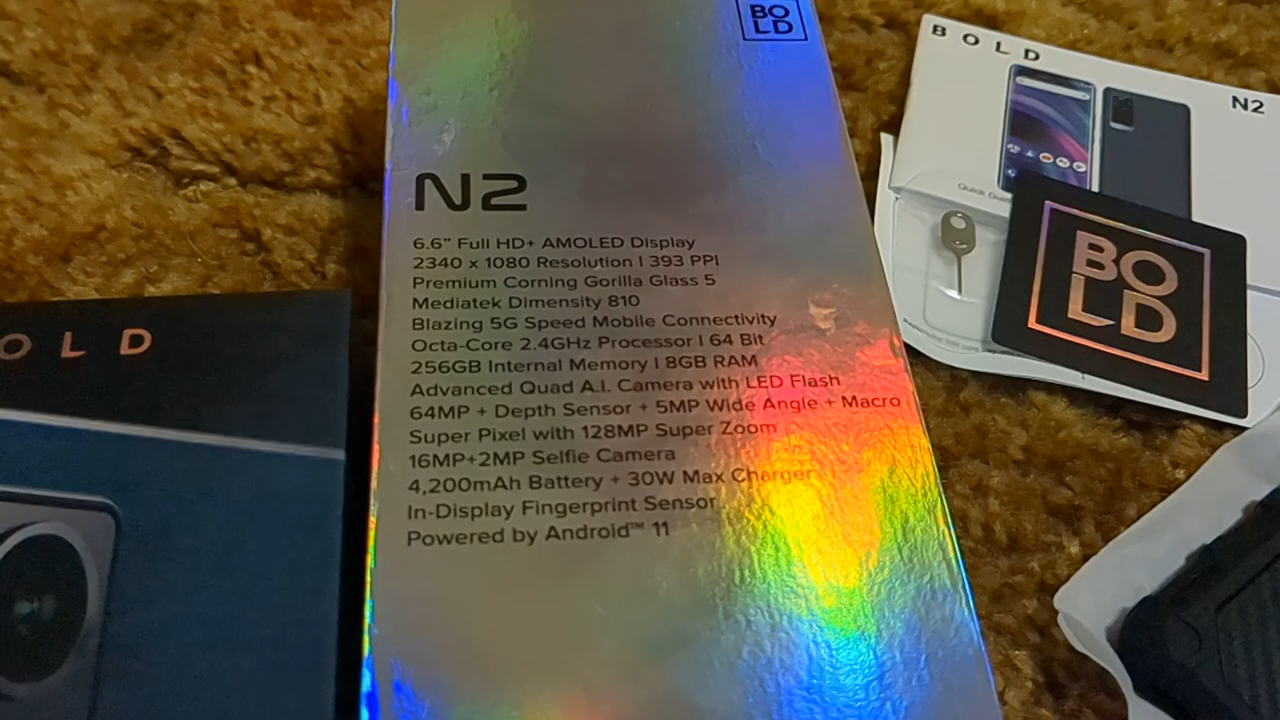 BO
LD
N2
6.6” Full HD+ AMOLED Display
2340 x 1080 Resolution | 393 PPI
Premium Corning Gorilla Glass 5
Mediatek Dimensity 810
Blazing 5G Speed Mobile Connectivity
Octa-Core 2.4GHz Processor | 64 Bit
256GB Internal Memory | 8GB RAM
Advanced Quad A.I. Camera with LED Flash
64MP + Depth Sensor + 5MP Wide Angle + Macro
Super Pixel with 128MP Super Zoom
16MP+2MP Selfie Camera
4,200mAh Battery + 30W Max Charger
In-Display Fingerprint Sensor
Powered by Android™ 11
OLD
BOLD
N2
Quick
BO
LD